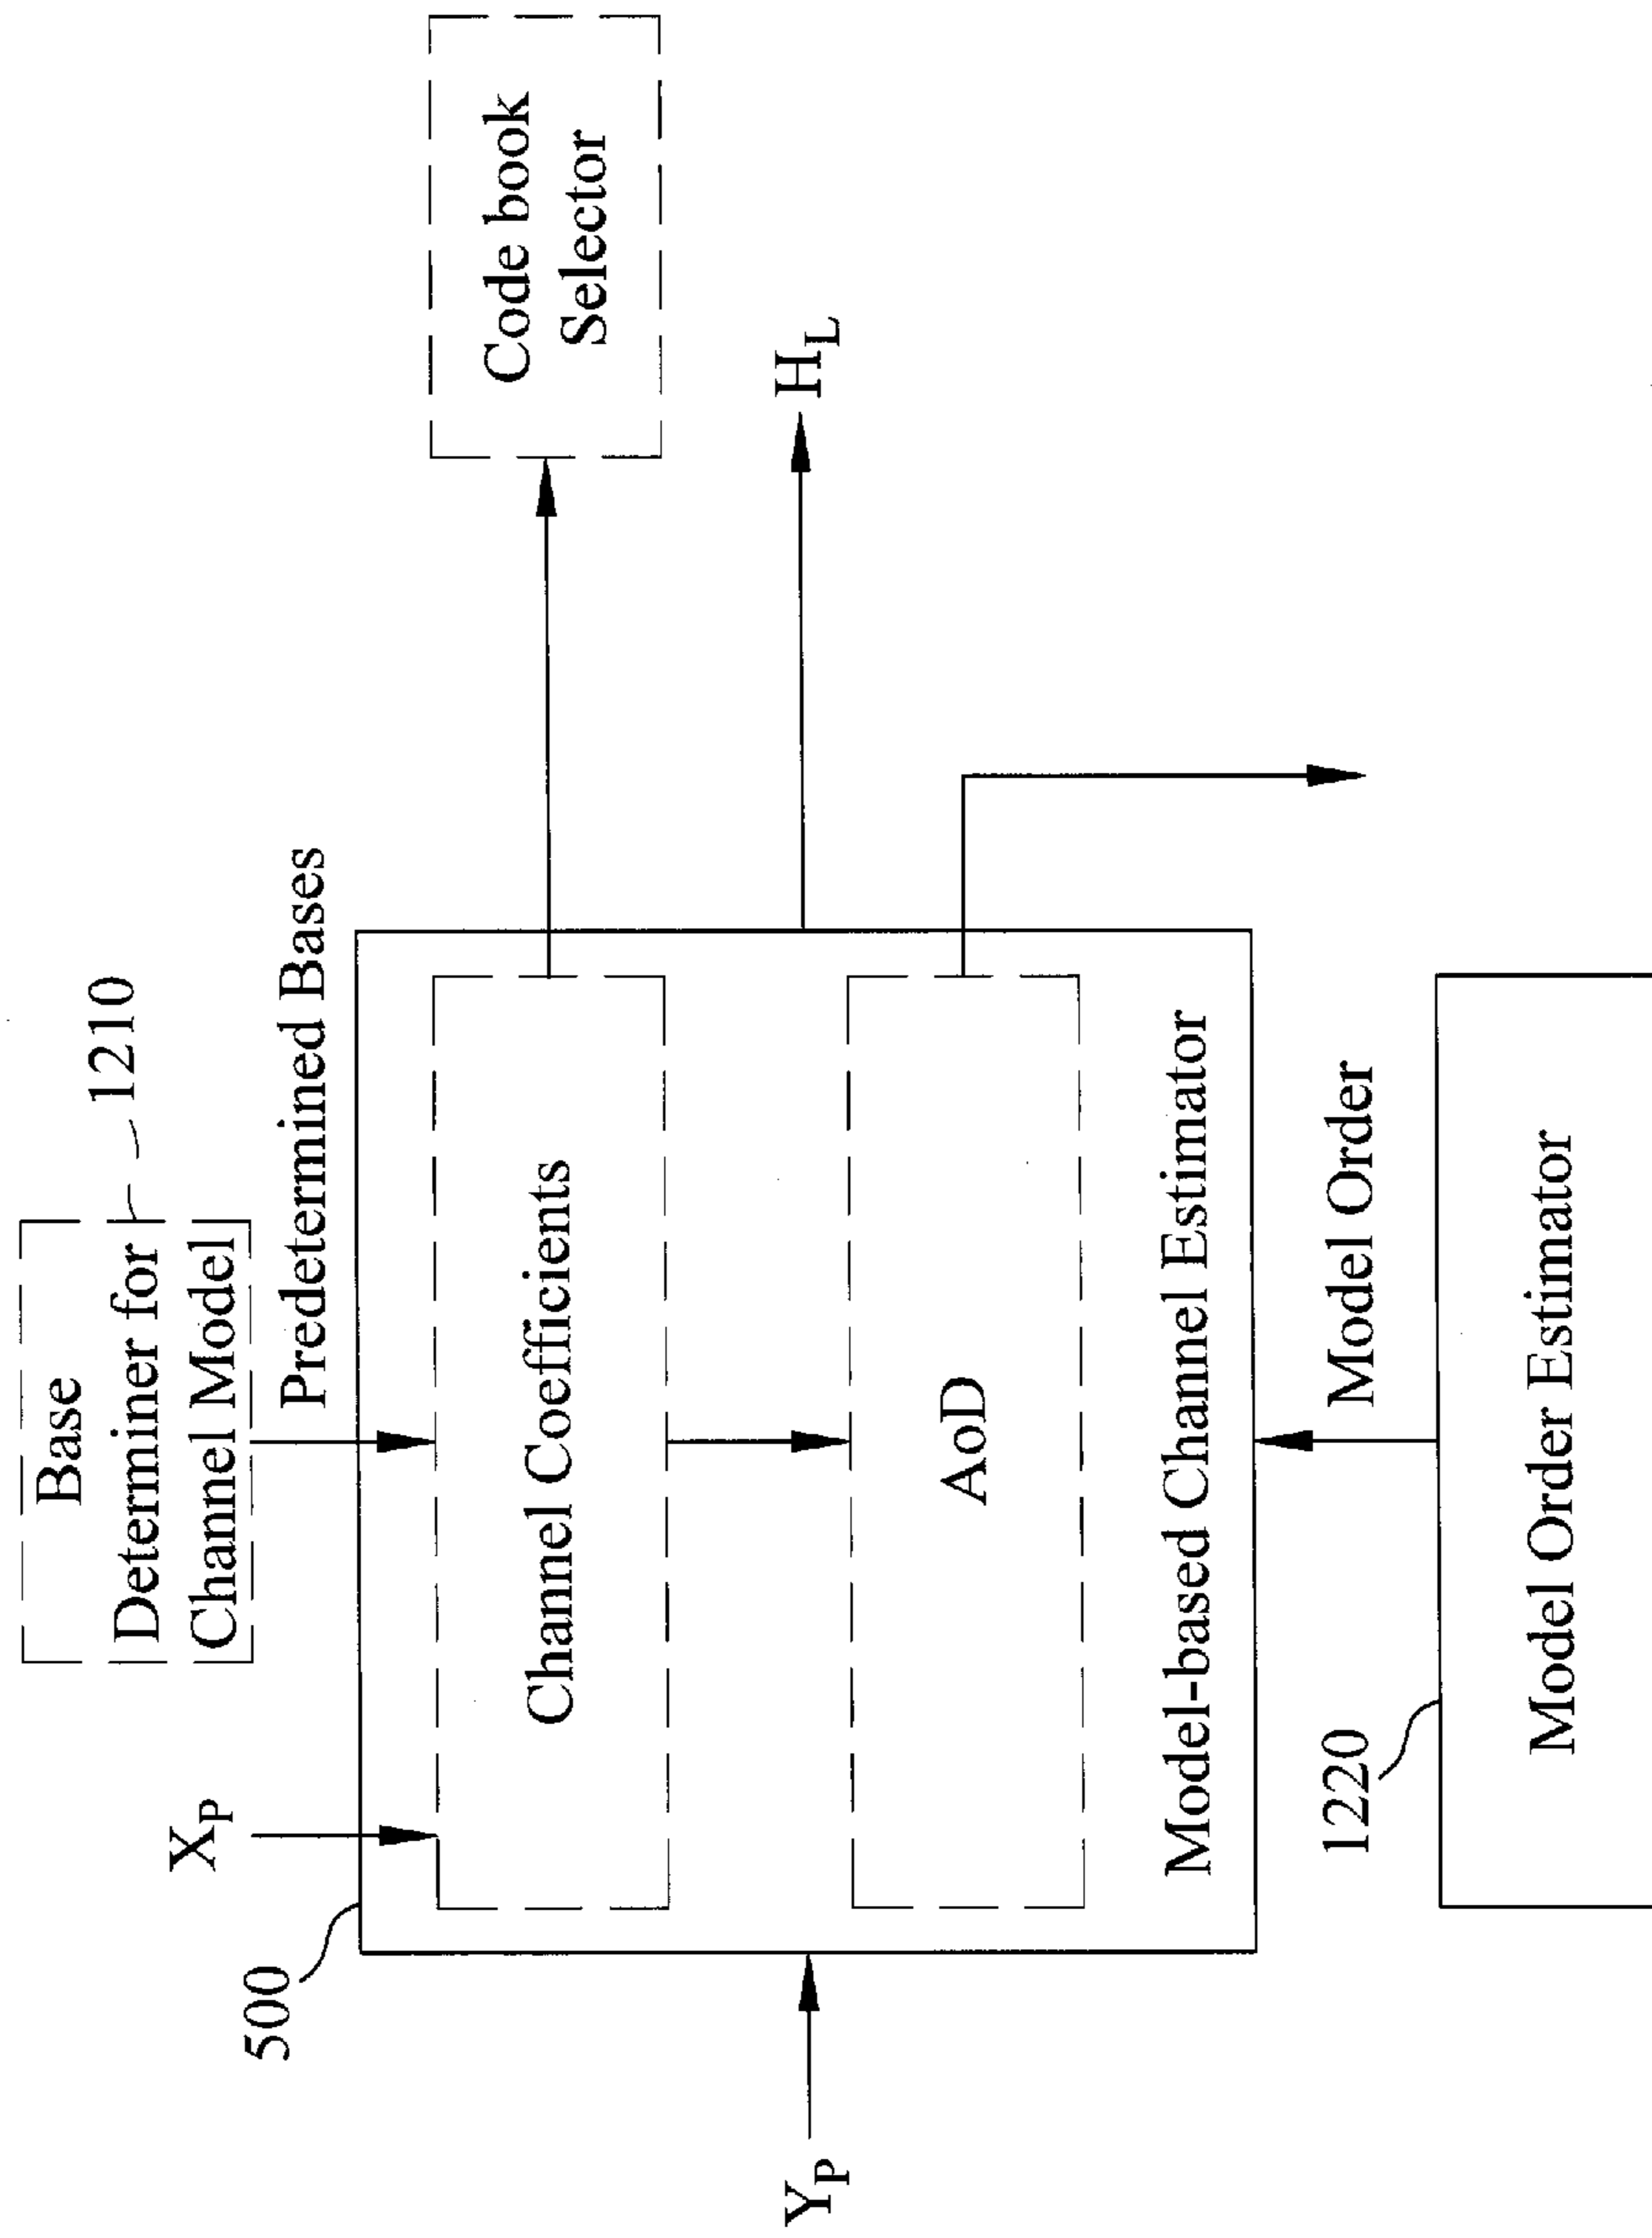 Base
Determiner for
Channel Model
1210
Predetermined Bases
X_P
500
Channel Coefficients
Code book
Selector
Y_P
H_L
AoD
Model-based Channel Estimator
Model Order
1220
Model Order Estimator